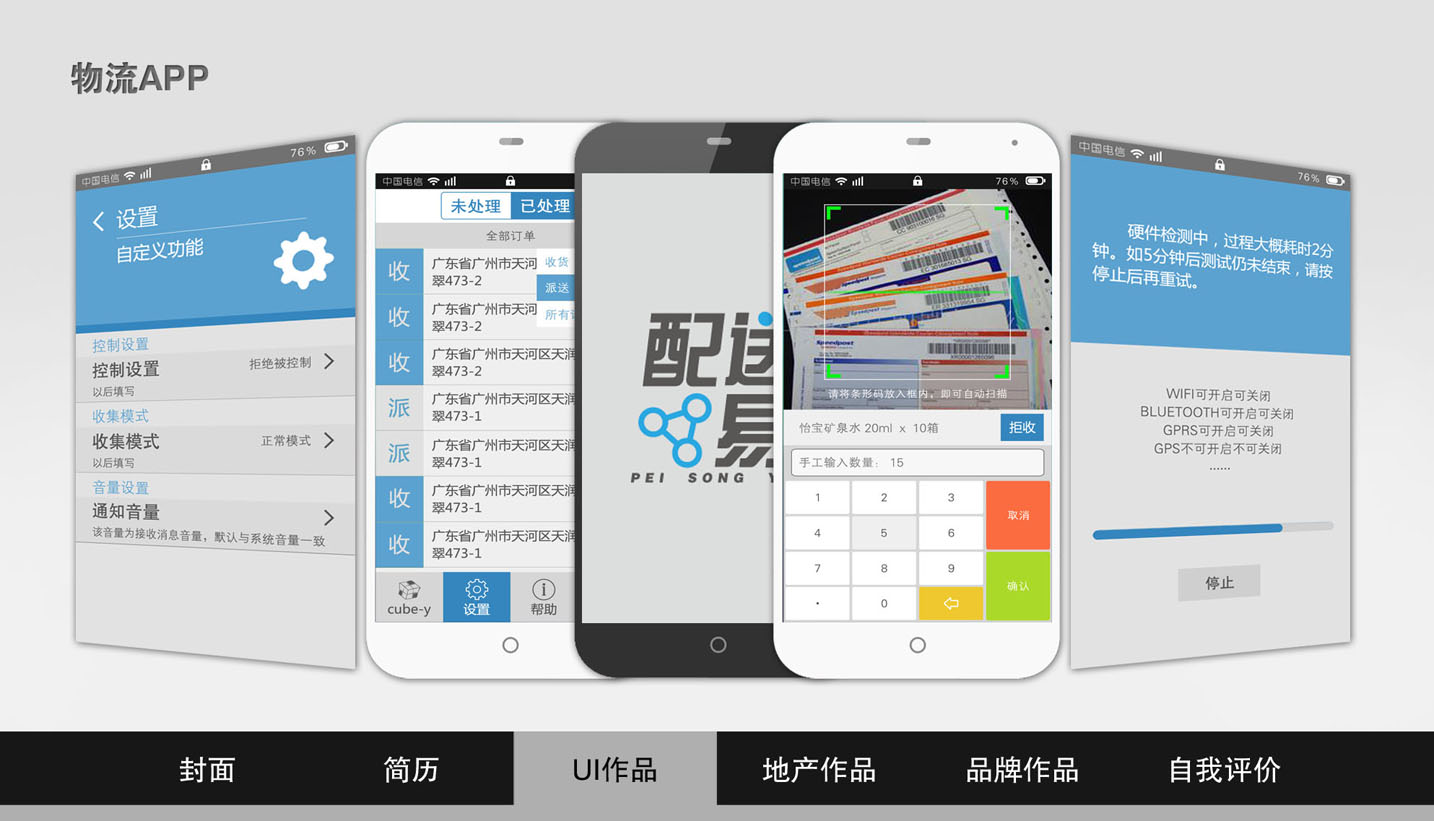 物流APP
中国电信
76%
设置
自定义功能
控制设置
控制设置
拒绝被控制
以后填写
收集模式
收集模式
正常模式
以后填写
音量设置
通知音量
该音量为接收消息音量，默认与系统音量一致
中国电信
未处理
已处理
全部订单
收货
派送
所有
收
广东省广州市天河
翠473-2
收
广东省广州市天河
翠473-2
收
广东省广州市天河区天润
翠473-2
派
广东省广州市天河区天润
翠473-1
派
广东省广州市天河区天润
翠473-1
收
广东省广州市天河区天润
翠473-1
收
广东省广州市天河区天润
翠473-1
cube-y
设置
帮助
配送
易
PEI SONG Y
中国电信
76%
Speedpost
请将条形码放入框内，即可自动扫描
怡宝矿泉水 20ml x 10箱
拒收
手工输入数量： 15
1 2 3
取消
4 5 6
7 8 9
确认
· 0
中国电信
76%
硬件检测中，过程大概耗时2分
钟。如5分钟后测试仍未结束，请按
停止后再重试。
WIFI可开启可关闭
BLUETOOTH可开启可关闭
GPRS可开启可关闭
GPS不可开启不可关闭
······
停止
封面
简历
UI作品
地产作品
品牌作品
自我评价